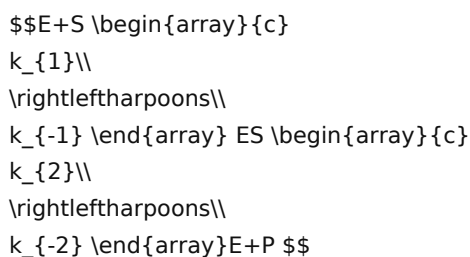 $$E+S \begin{array}{c}
k_{1}\\
\rightleftharpoons\\
k_{-1} \end{array} ES \begin{array}{c}
k_{2}\\
\rightleftharpoons\\
k_{-2} \end{array}E+P $$